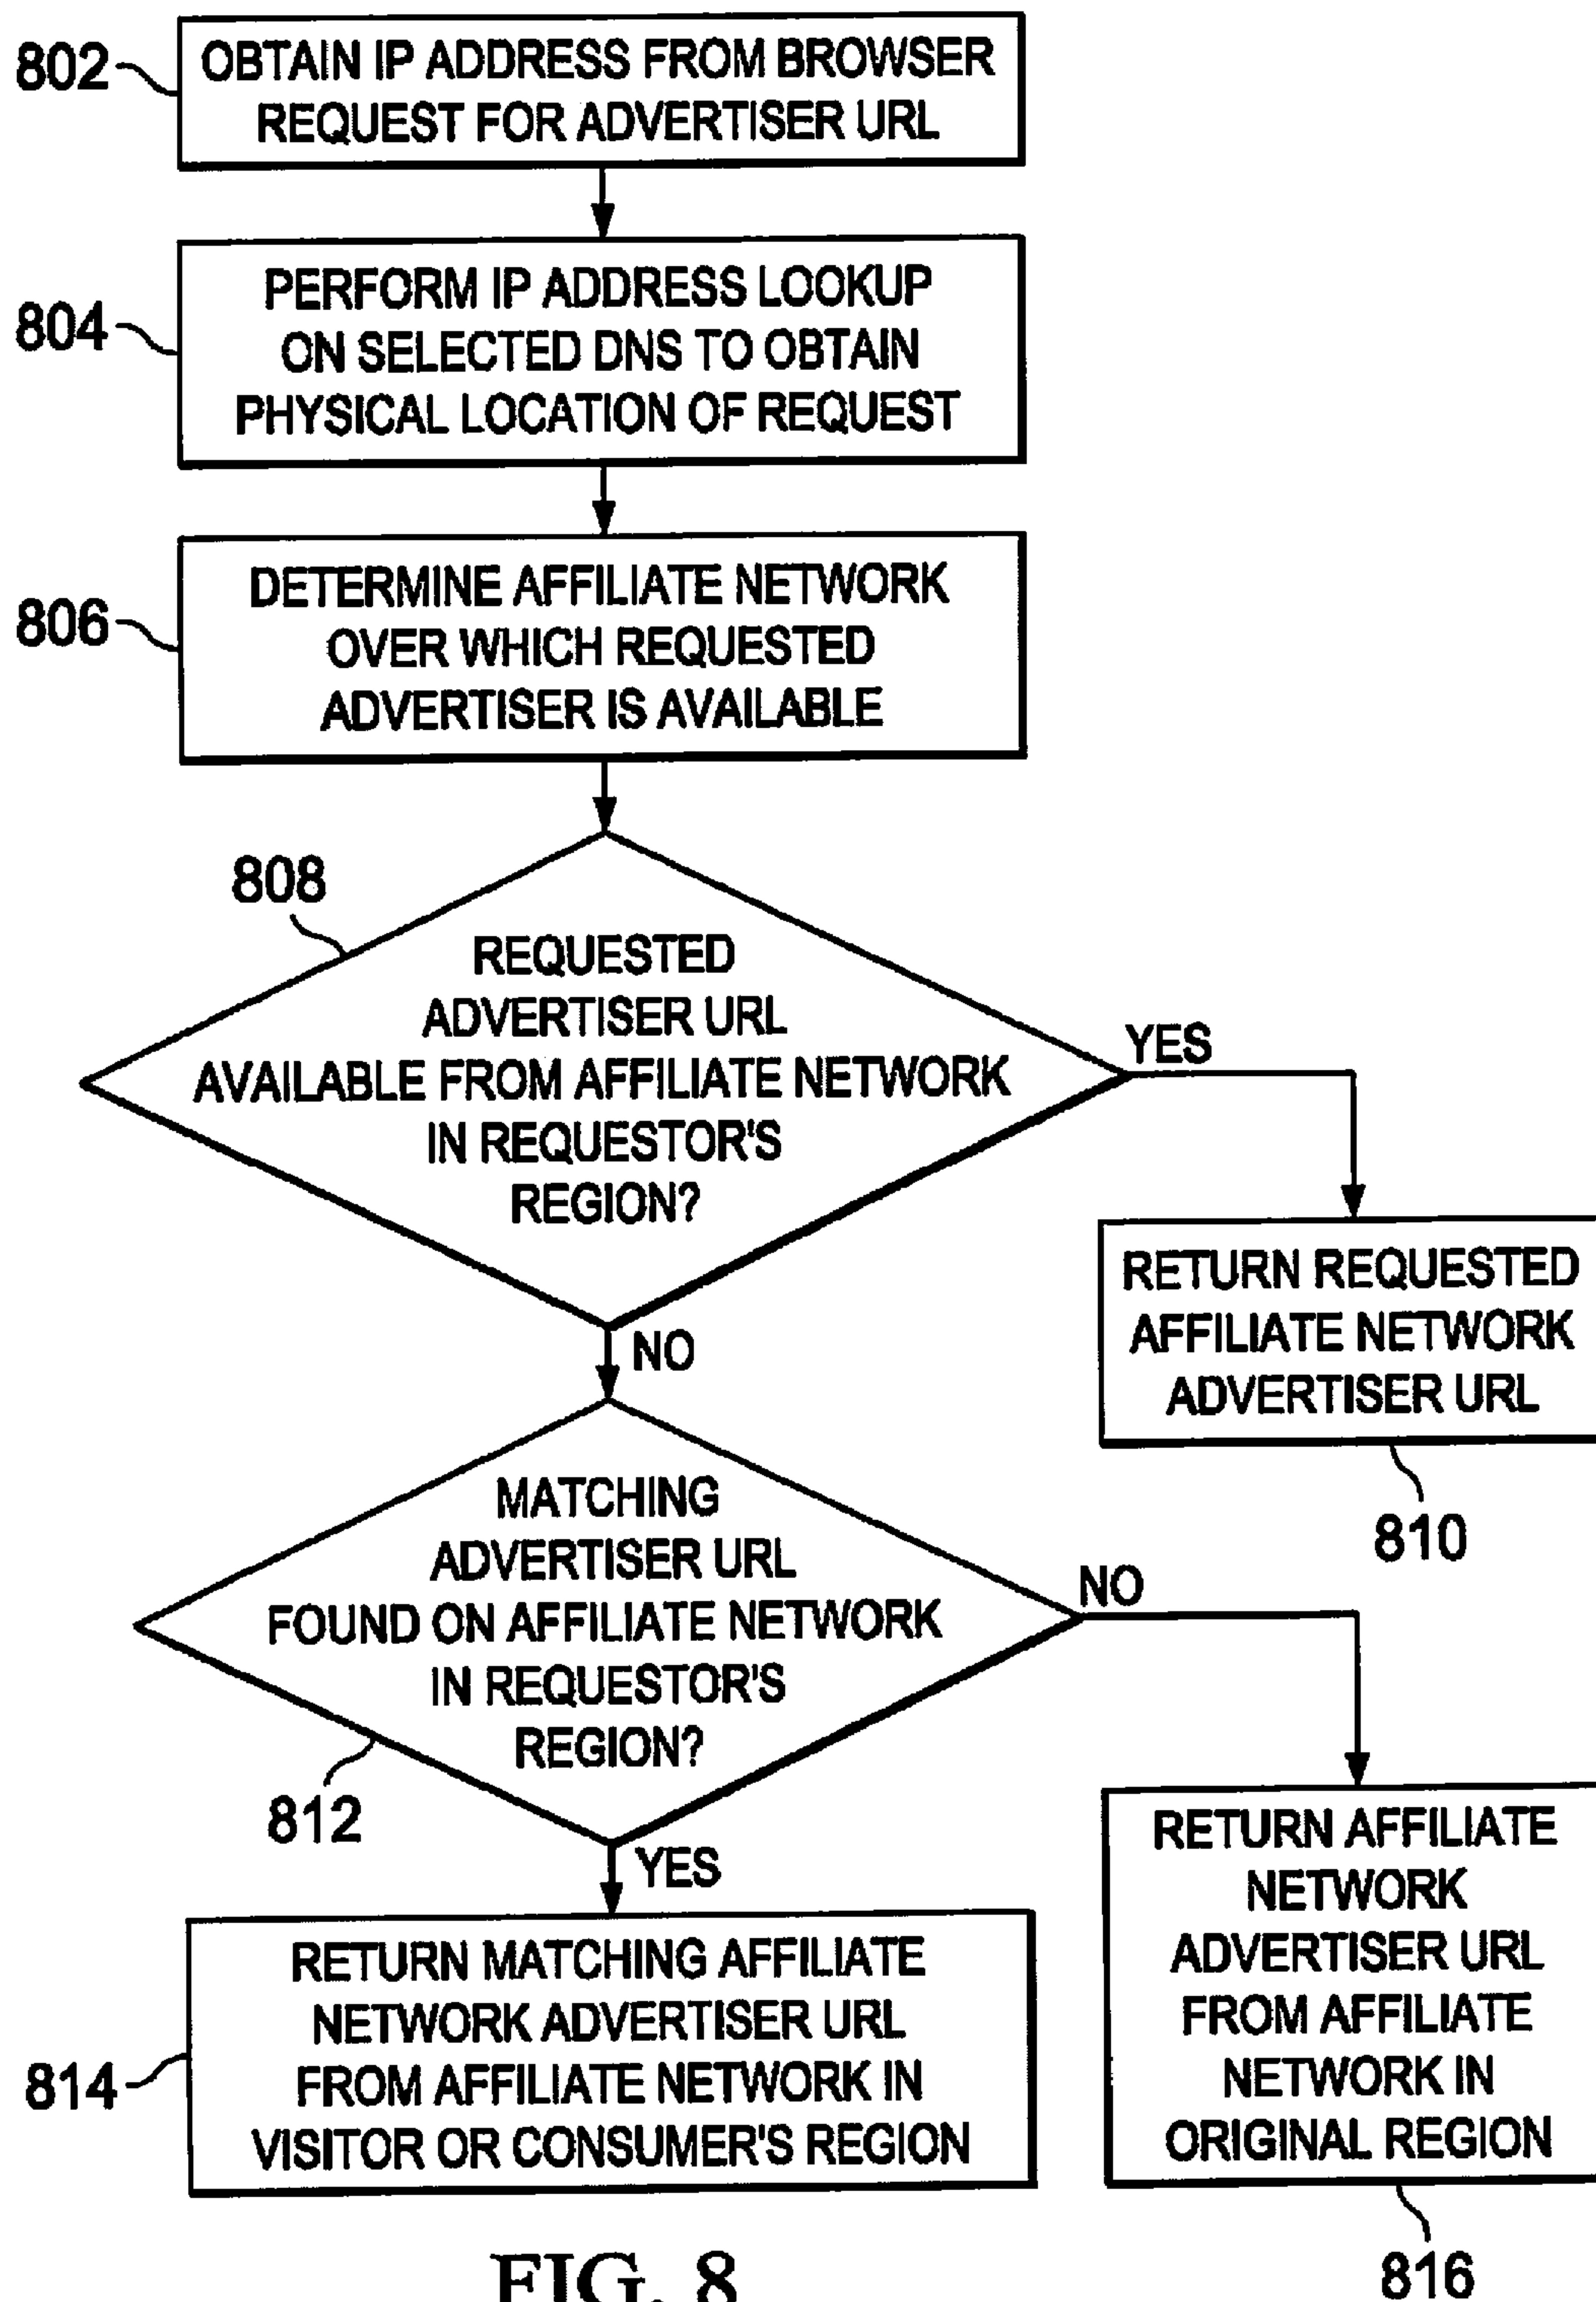 802
OBTAIN IP ADDRESS FROM BROWSER
REQUEST FOR ADVERTISER URL
804
PERFORM IP ADDRESS LOOKUP
ON SELECTED DNS TO OBTAIN
PHYSICAL LOCATION OF REQUEST
806
DETERMINE AFFILIATE NETWORK
OVER WHICH REQUESTED
ADVERTISER IS AVAILABLE
808
REQUESTED
ADVERTISER URL
AVAILABLE FROM AFFILIATE NETWORK
IN REQUESTOR'S
REGION?
YES
RETURN REQUESTED
AFFILIATE NETWORK
ADVERTISER URL
810
NO
MATCHING
ADVERTISER URL
FOUND ON AFFILIATE NETWORK
IN REQUESTOR'S
REGION?
812
NO
RETURN AFFILIATE
NETWORK
ADVERTISER URL
FROM AFFILIATE
NETWORK IN
ORIGINAL REGION
816
YES
814
RETURN MATCHING AFFILIATE
NETWORK ADVERTISER URL
FROM AFFILIATE NETWORK IN
VISITOR OR CONSUMER'S REGION
FIG. 8